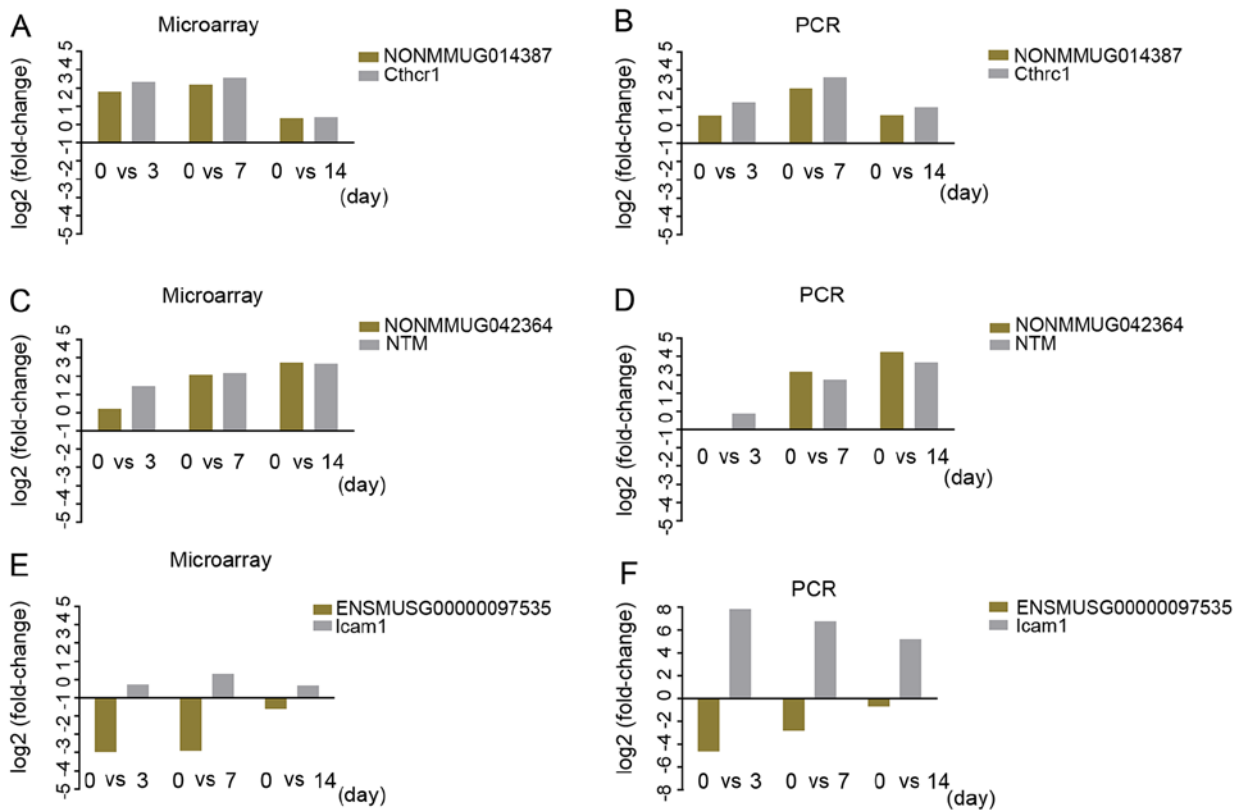 A
Microarray
NONMMUG014387
Cthcr1
log2 (fold-change)
5
4
3
2
1
0
-1
-2
-3
-4
-5
0 vs 3
0 vs 7
0 vs 14
(day)
B
PCR
NONMMUG014387
Cthrc1
log2 (fold-change)
5
4
3
2
1
0
-1
-2
-3
-4
-5
0 vs 3
0 vs 7
0 vs 14
(day)
C
Microarray
NONMMUG042364
NTM
log2 (fold-change)
5
4
3
2
1
0
-1
-2
-3
-4
-5
0 vs 3
0 vs 7
0 vs 14
(day)
D
PCR
NONMMUG042364
NTM
log2 (fold-change)
5
4
3
2
1
0
-1
-2
-3
-4
-5
0 vs 3
0 vs 7
0 vs 14
(day)
E
Microarray
ENSMUSG00000097535
Icam1
log2 (fold-change)
5
4
3
2
1
0
-1
-2
-3
-4
-5
0 vs 3
0 vs 7
0 vs 14
(day)
F
PCR
ENSMUSG00000097535
Icam1
log2 (fold-change)
8
6
4
2
0
-2
-4
-6
-8
0 vs 3
0 vs 7
0 vs 14
(day)